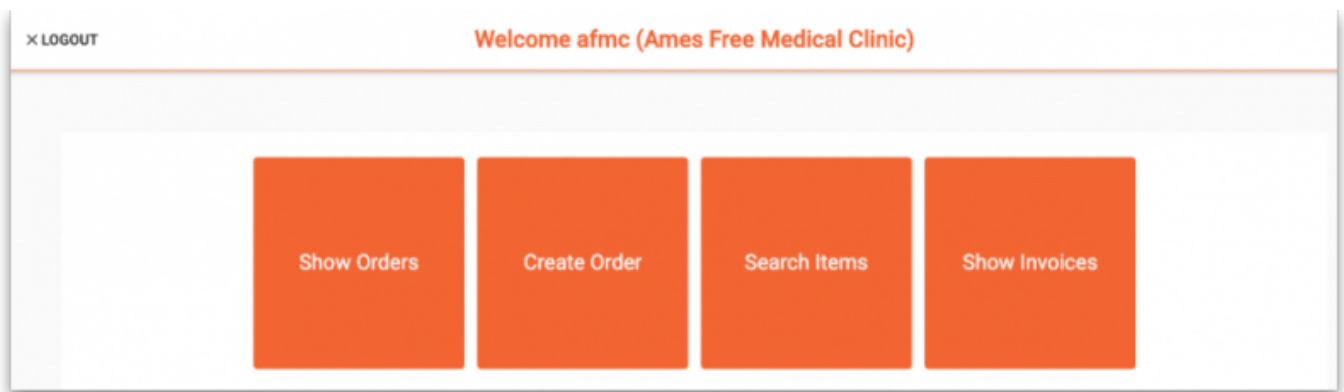 × LOGOUT
Welcome afmc (Ames Free Medical Clinic)
Show Orders
Create Order
Search Items
Show Invoices